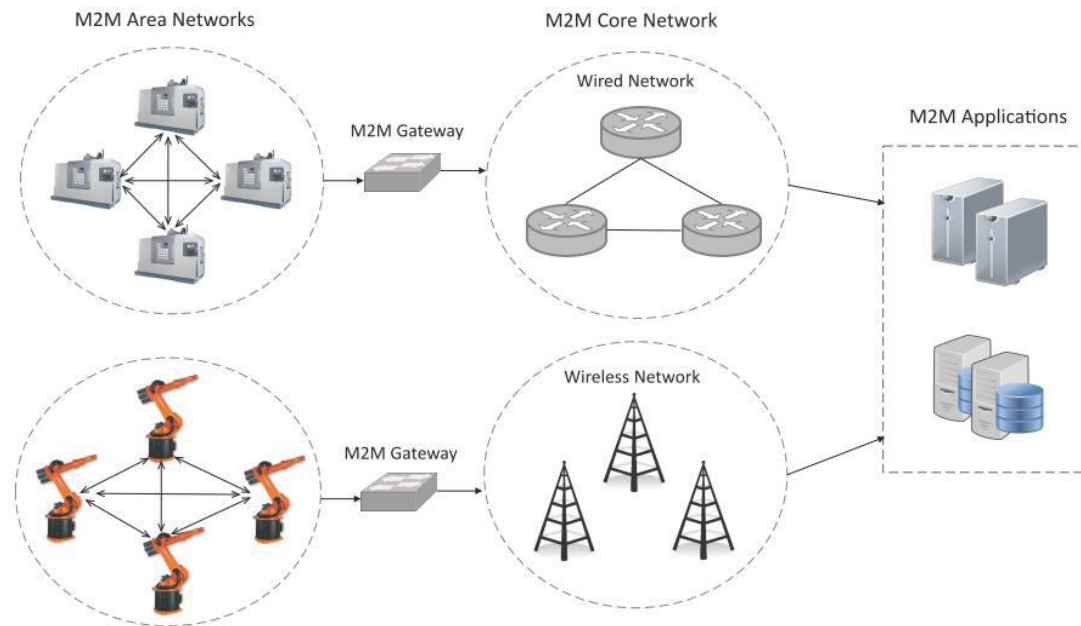 M2M Area Networks
M2M Core Network
Wired Network
M2M Gateway
M2M Applications
Wireless Network
M2M Gateway